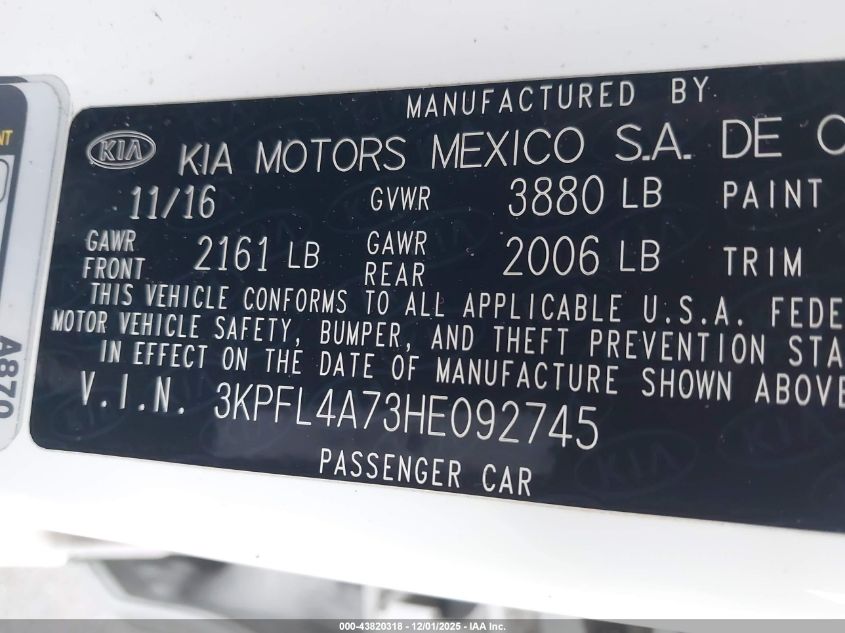 MANUFACTURED BY
KIA KIA MOTORS MEXICO S.A. DE C
11/16 GVWR 3880 LB PAINT
GAWR FRONT 2161 LB GAWR REAR 2006 LB TRIM
THIS VEHICLE CONFORMS TO ALL APPLICABLE U.S.A. FEDE
MOTOR VEHICLE SAFETY, BUMPER, AND THEFT PREVENTION STA
IN EFFECT ON THE DATE OF MANUFACTURE SHOWN ABOVE
V.I.N. 3KPFL4A73HE092745
PASSENGER CAR
NT
A870
000-43820318 - 12/01/2025 - IAA Inc.